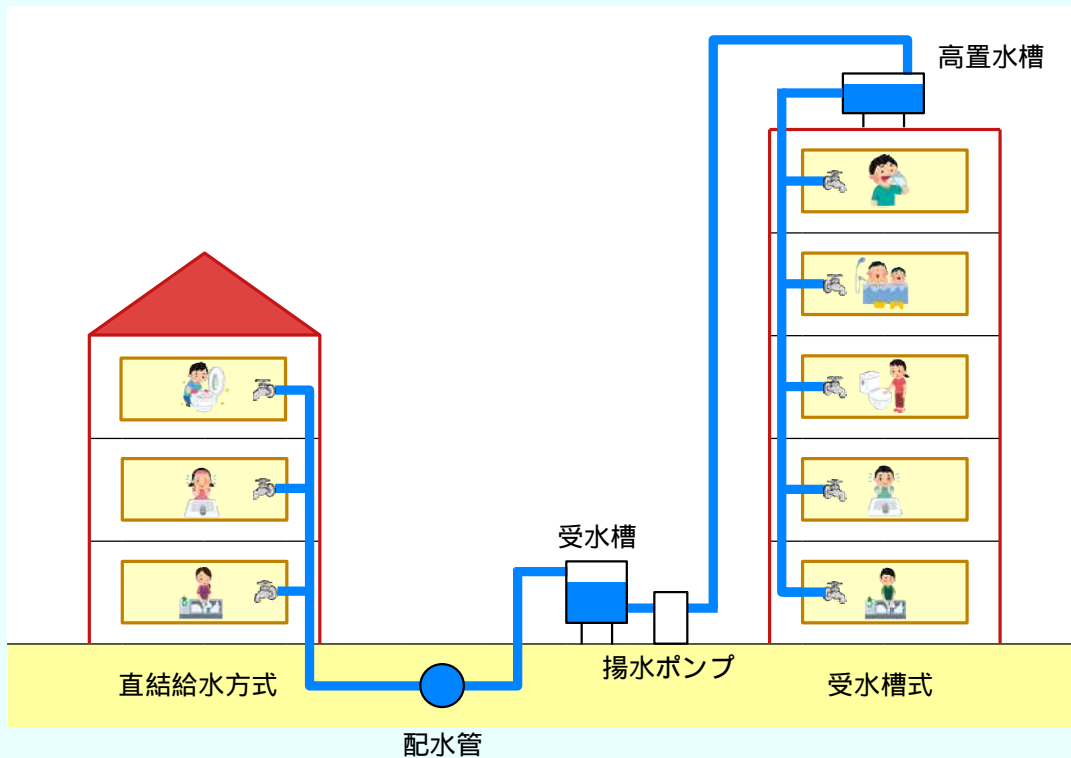 高置水槽
受水槽
揚水ポンプ
直結給水方式
受水槽式
配水管